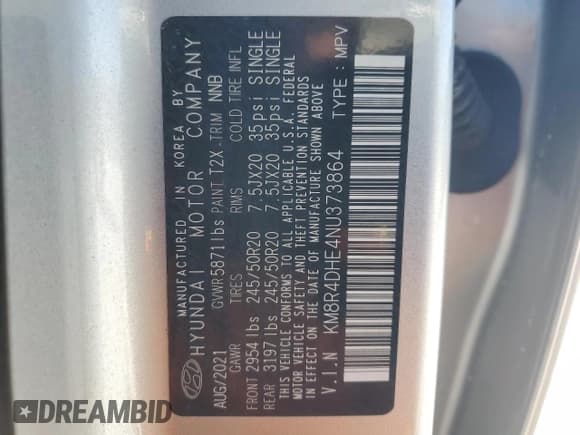 MANUFACTURED IN KOREA BY
HYUNDAI MOTOR COMPANY
AUG/2021 GVWR 5871 lbs PAINT T2X TRIM NNB
GAWR TIRES RIMS COLD TIRE INFL
FRONT 2954 lbs 245/50R20 7.5JX20 35psi SINGLE
REAR 3197 lbs 245/50R20 7.5JX20 35psi SINGLE
THIS VEHICLE CONFORMS TO ALL APPLICABLE U.S.A. FEDERAL
MOTOR VEHICLE SAFETY AND THEFT PREVENTION STANDARDS
IN EFFECT ON THE DATE OF MANUFACTURE SHOWN ABOVE
V.I.N KM8R4DHE4NU373864 TYPE : MPV
DREAMBID